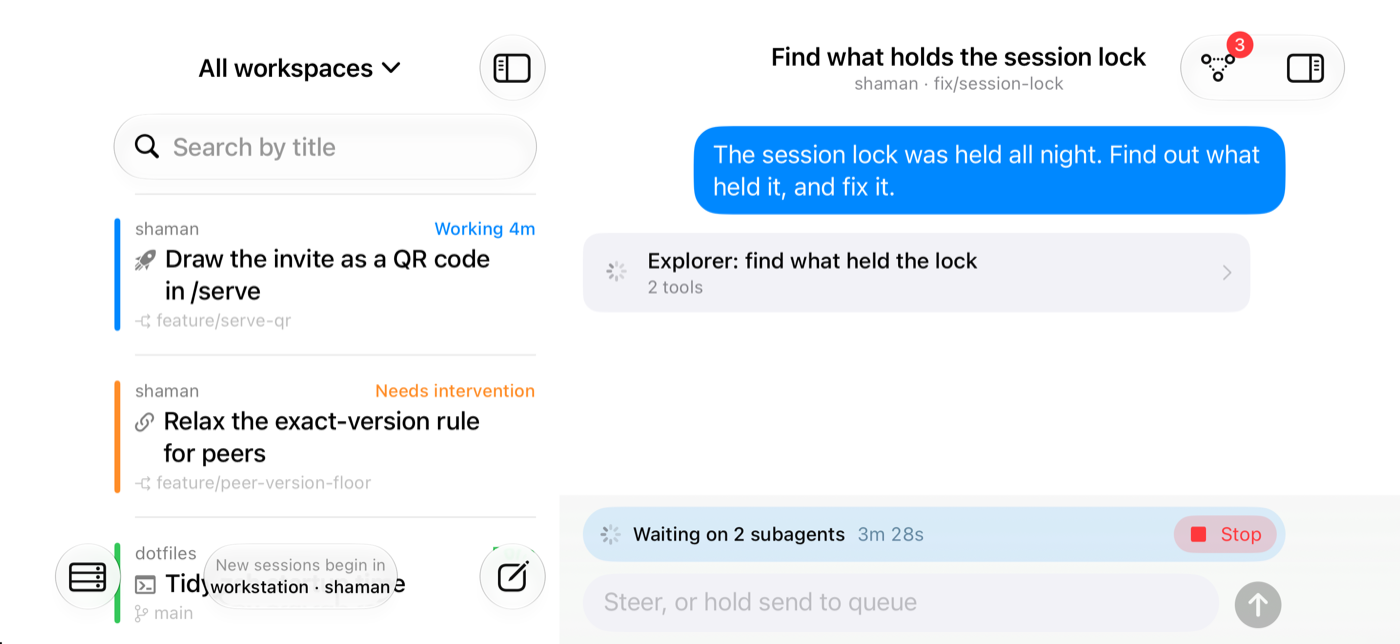 All workspaces
Search by title
shaman
Working 4m
Draw the invite as a QR code
in /serve
feature/serve-qr
shaman
Needs intervention
Relax the exact-version rule
for peers
feature/peer-version-floor
dotfiles
New sessions begin in
workstation · shaman
main
Find what holds the session lock
shaman · fix/session-lock
3
The session lock was held all night. Find out what
held it, and fix it.
Explorer: find what held the lock
2 tools
Waiting on 2 subagents 3m 28s
Stop
Steer, or hold send to queue